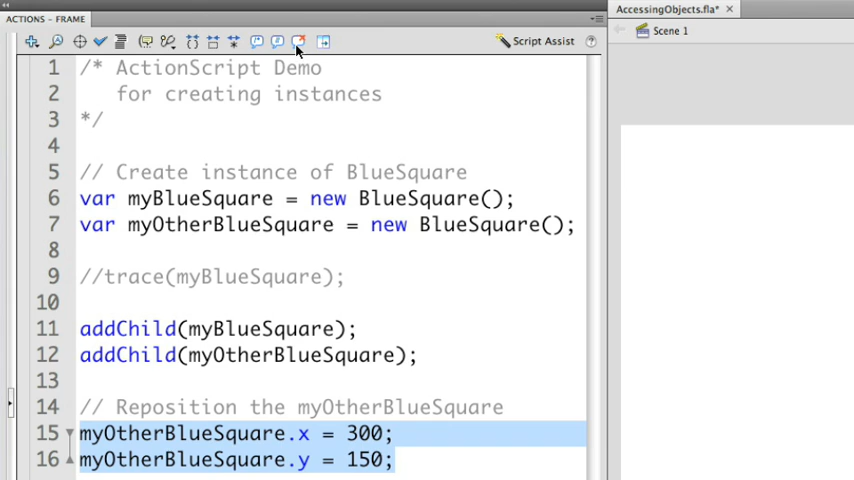 AccessingObjects.fla* ×
ACTIONS – FRAME
Script Assist
Scene 1
1 /* ActionScript Demo
2 for creating instances
3 */
4
5 // Create instance of BlueSquare
6 var myBlueSquare = new BlueSquare();
7 var myOtherBlueSquare = new BlueSquare();
8
9 //trace(myBlueSquare);
10
11 addChild(myBlueSquare);
12 addChild(myOtherBlueSquare);
13
14 // Reposition the myOtherBlueSquare
15 myOtherBlueSquare.x = 300;
16 myOtherBlueSquare.y = 150;